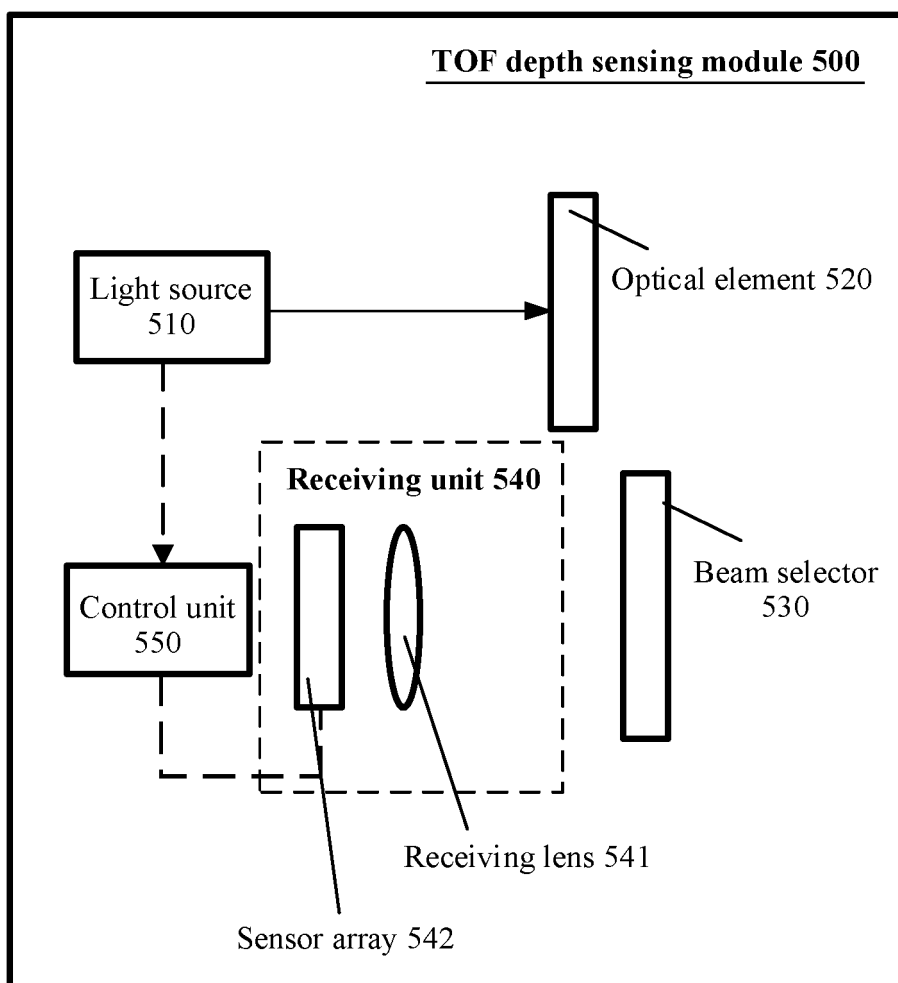 TOF depth sensing module 500
Light source
510
Optical element 520
Receiving unit 540
Beam selector
530
Control unit
550
Receiving lens 541
Sensor array 542